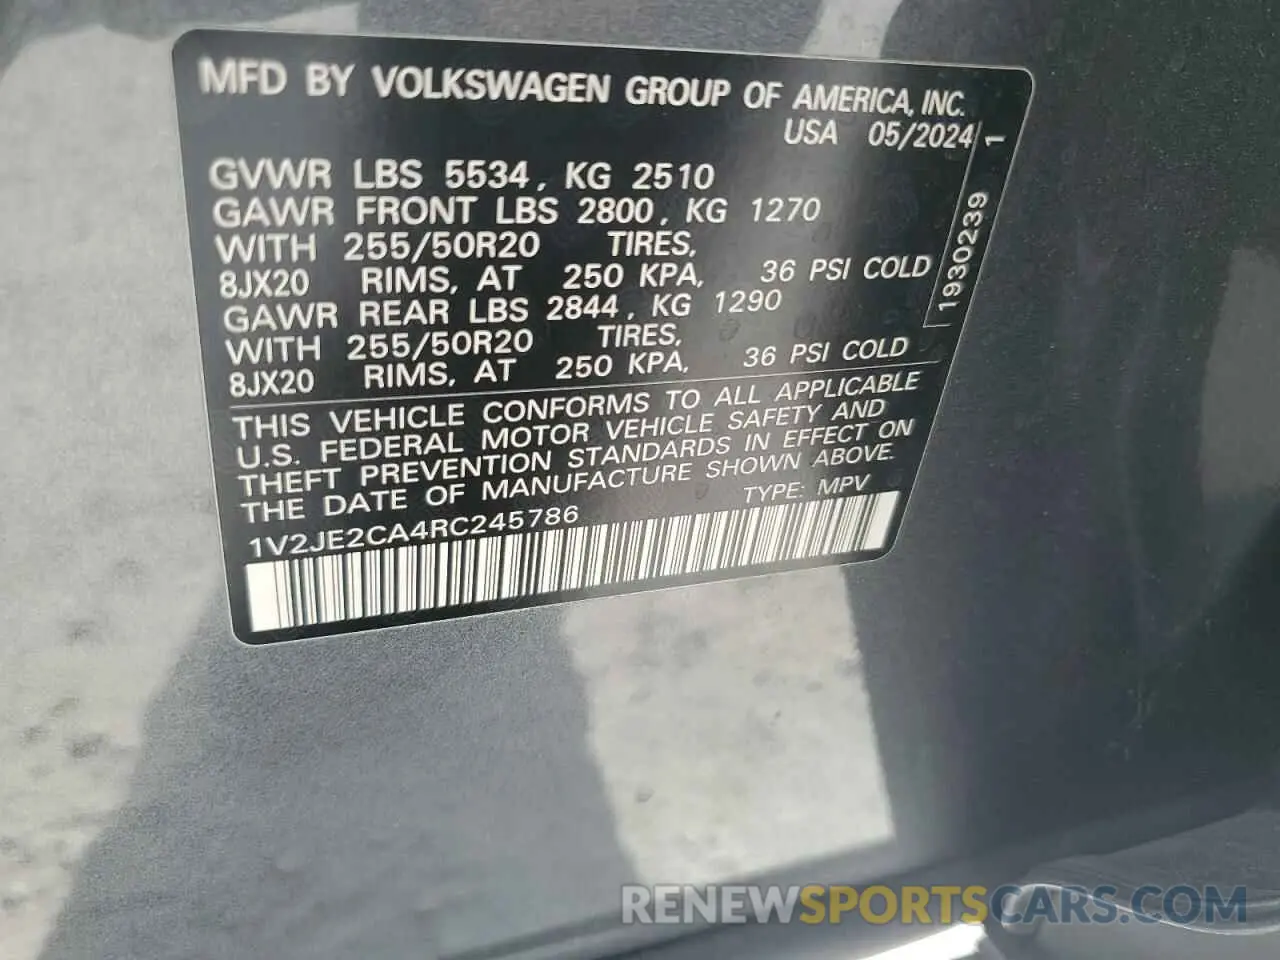 MFD BY VOLKSWAGEN GROUP OF AMERICA, INC.
USA 05/2024
GVWR LBS 5534, KG 2510
GAWR FRONT LBS 2800, KG 1270
WITH 255/50R20 TIRES,
8JX20 RIMS, AT 250 KPA, 36 PSI COLD
GAWR REAR LBS 2844, KG 1290
WITH 255/50R20 TIRES,
8JX20 RIMS, AT 250 KPA, 36 PSI COLD
1930239 1
THIS VEHICLE CONFORMS TO ALL APPLICABLE
U.S. FEDERAL MOTOR VEHICLE SAFETY AND
THEFT PREVENTION STANDARDS IN EFFECT ON
THE DATE OF MANUFACTURE SHOWN ABOVE.
TYPE: MPV
1V2JE2CA4RC245786
RENEWSPORTSCARS.COM